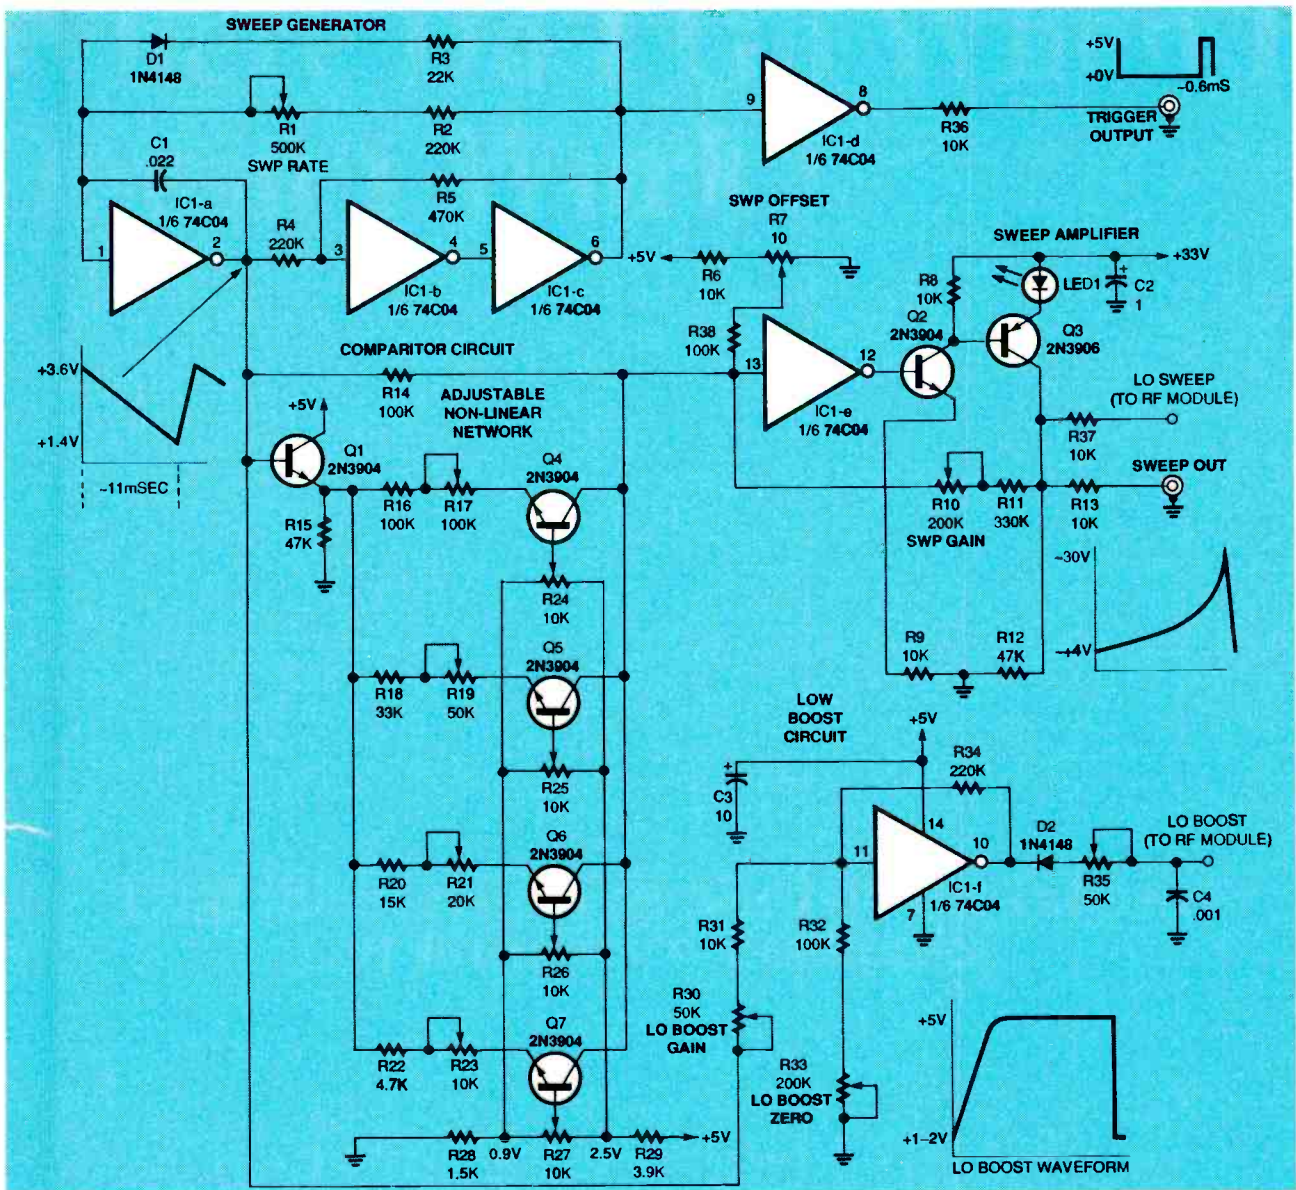 SWEEP GENERATOR
D1
1N4148
R3
22K
R1
500K
SWP RATE
R2
220K
C1
.022
IC1-a
1/6 74C04
1
2
R4
220K
R5
470K
3
4
IC1-b
1/6 74C04
5
6
IC1-c
1/6 74C04
9
8
IC1-d
1/6 74C04
R36
10K
+5V
+0V
~0.6mS
TRIGGER
OUTPUT
SWP OFFSET
R7
10
+5V
R6
10K
R38
100K
13
12
IC1-e
1/6 74C04
SWEEP AMPLIFIER
+33V
R8
10K
LED1
+
C2
1
Q2
2N3904
Q3
2N3906
LO SWEEP
(TO RF MODULE)
R37
10K
SWEEP OUT
R13
10K
R10
200K
SWP GAIN
R11
330K
R9
10K
R12
47K
~30V
~+4V
+3.6V
+1.4V
~11mSEC
COMPARITOR CIRCUIT
R14
100K
ADJUSTABLE
NON-LINEAR
NETWORK
+5V
Q1
2N3904
R15
47K
R16
100K
R17
100K
Q4
2N3904
R24
10K
R18
33K
R19
50K
Q5
2N3904
R25
10K
R20
15K
R21
20K
Q6
2N3904
R26
10K
R22
4.7K
R23
10K
Q7
2N3904
R28
1.5K
0.9V
R27
10K
2.5V
R29
3.9K
+5V
LOW
BOOST
CIRCUIT
+5V
+
C3
10
R34
220K
14
11
10
7
IC1-f
1/6 74C04
D2
1N4148
R35
50K
LO BOOST
(TO RF MODULE)
C4
.001
R31
10K
R32
100K
R30
50K
LO BOOST
GAIN
R33
200K
LO BOOST
ZERO
+5V
+1–2V
LO BOOST WAVEFORM